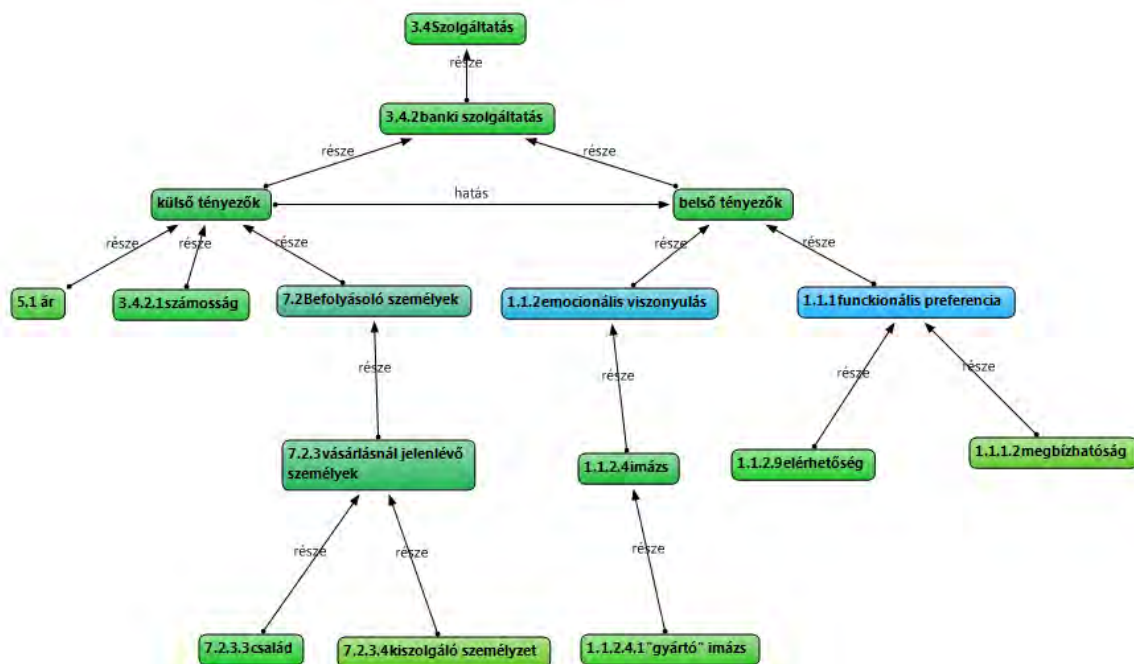 3.4Szolgáltatás
része
3,4.2banki szolgáltatás
része
része
külső tényezők
hatás
belső tényezők
része
része
része
része
része
5,1 ár
3.4.2.1számosság
7.2Befolyásoló személyek
1.1.2emocionális viszonyulás
1.1.1funckionális preferencia
része
része
része
része
7.2.3vásárlásnál jelenlévő
személyek
1.1.2.4imázs
1.1.2.9elérhetőség
1.1.1.2megbízhatóság
része
része
része
7.2.3.3család
7.2.3.4kiszolgáló személyzet
1.1.2.4.1"gyártó" imázs